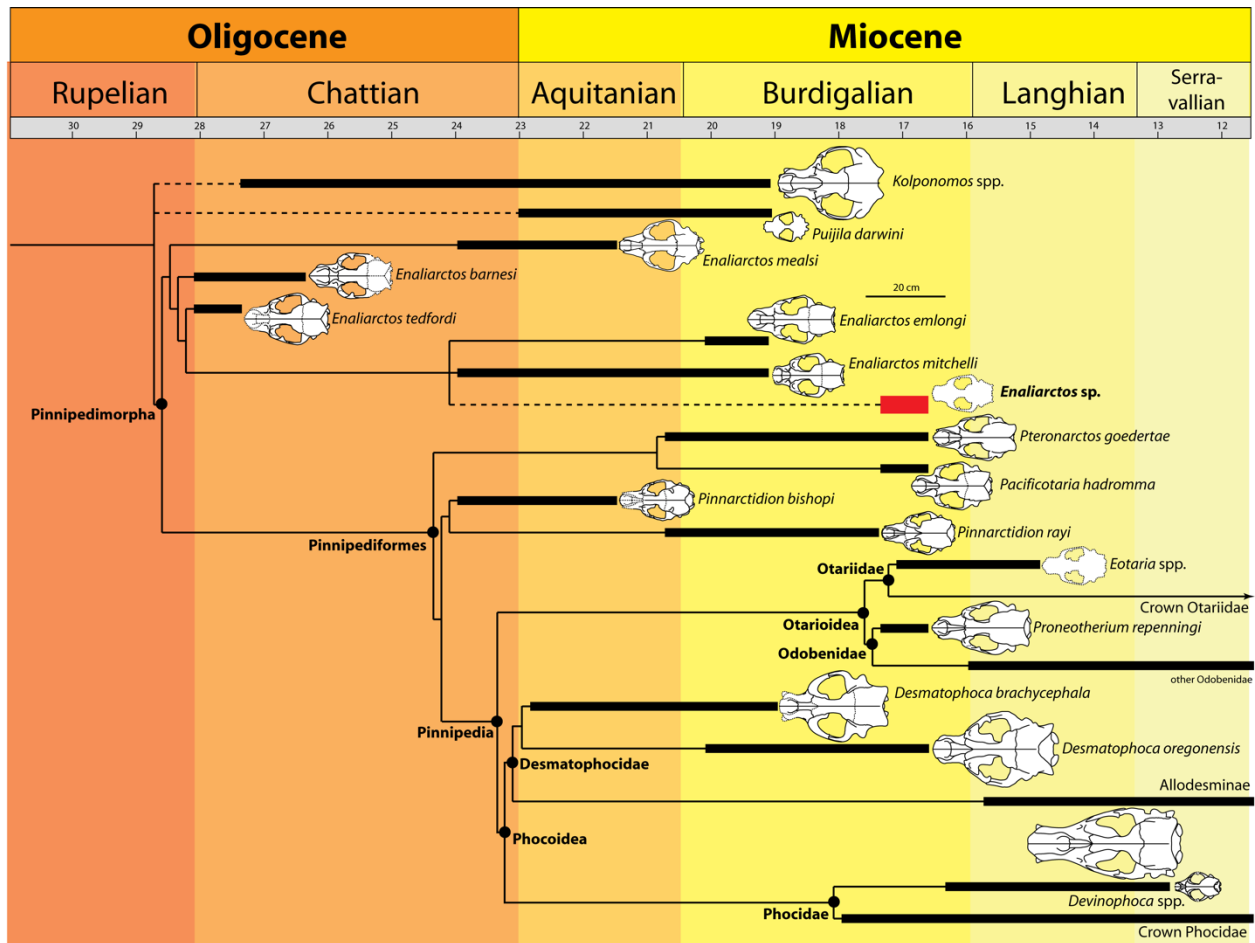 Oligocene Miocene
Rupelian Chattian Aquitanian Burdigalian Langhian Serra-
vallian
30 29 28 27 26 25 24 23 22 21 20 19 18 17 16 15 14 13 12
Kolponomos spp.
Puijila darwini
Enaliarctos mealsi
Enaliarctos barnesi
20 cm
Enaliarctos tedfordi
Enaliarctos emlongi
Enaliarctos mitchelli
Enaliarctos sp.
Pinnipedimorpha
Pteronarctos goedertae
Pacificotaria hadromma
Pinnarctidion bishopi
Pinnarctidion rayi
Pinnipediformes
Otariidae
Eotaria spp.
Crown Otariidae
Otarioidea
Proneotherium repenningi
Odobenidae
other Odobenidae
Desmatophoca brachycephala
Pinnipedia
Desmatophoca oregonensis
Desmatophocidae
Allodesminae
Phocoidea
Devinophoca spp.
Phocidae
Crown Phocidae